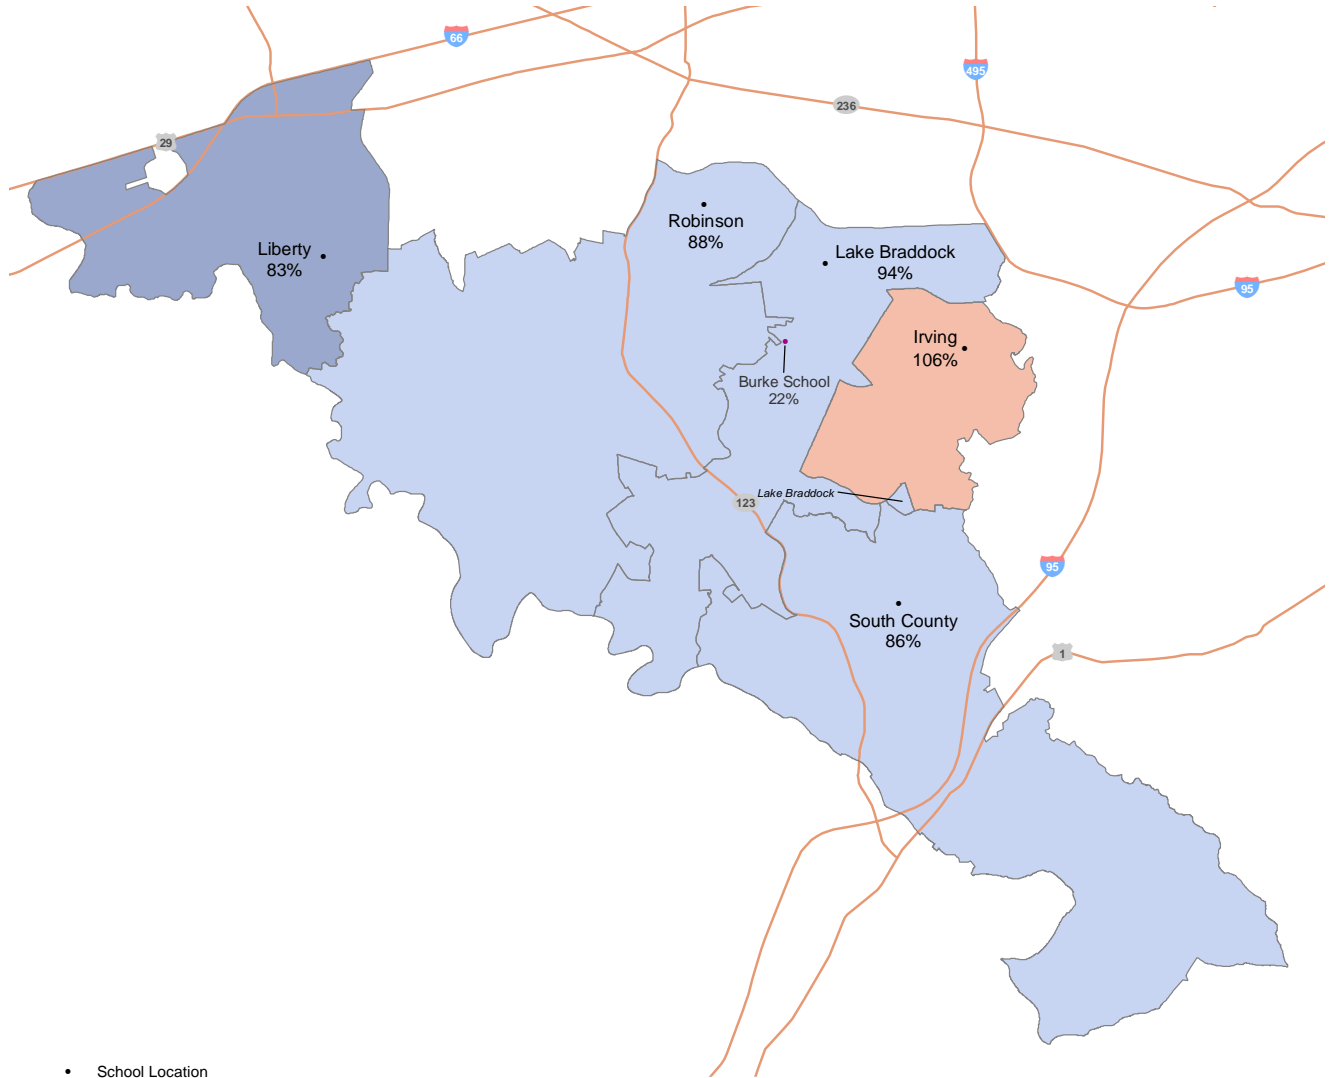 66
495
236
29
Robinson
88%
Liberty
83%
Lake Braddock
94%
95
Irving
106%
Burke School
22%
Lake Braddock
123
95
South County
86%
1
School Location